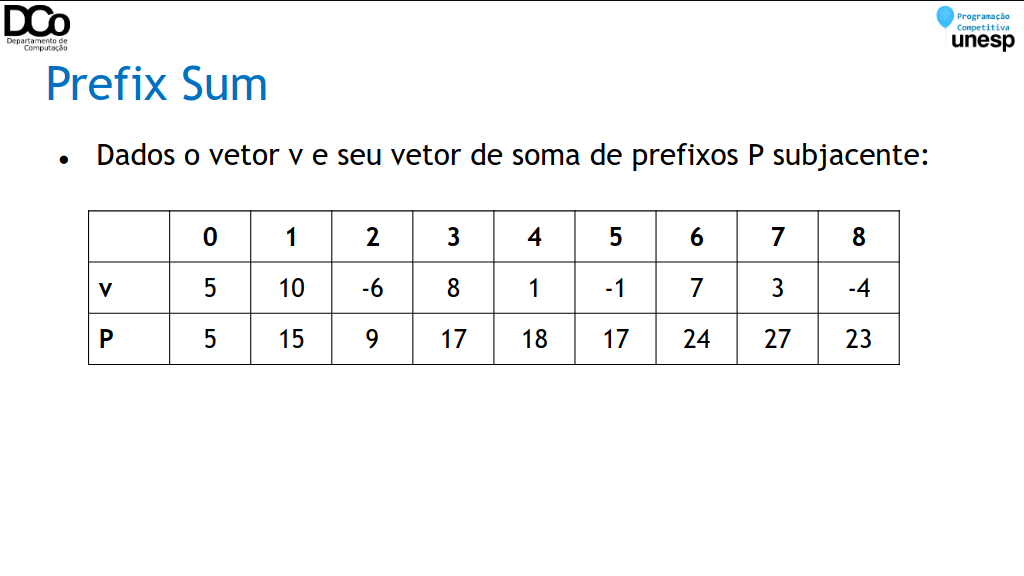 DCo
Departamento de
Computação
Programação
Competitiva
unesp
Prefix Sum
• Dados o vetor v e seu vetor de soma de prefixos P subjacente:
0 1 2 3 4 5 6 7 8
v 5 10 -6 8 1 -1 7 3 -4
P 5 15 9 17 18 17 24 27 23